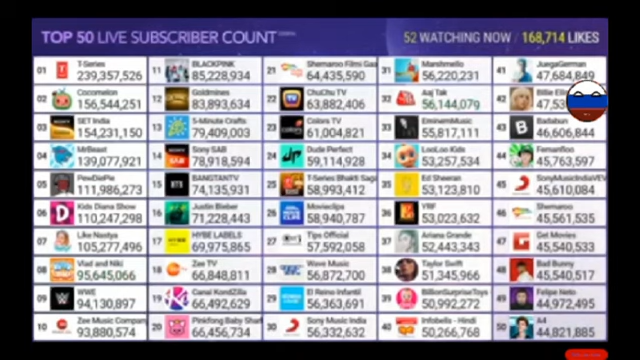 TOP 50 LIVE SUBSCRIBER COUNT
52 WATCHING NOW / 168,714 LIKES
01 T-Series 239,357,526
02 Cocomelon 156,544,251
03 SET India 154,231,150
04 MrBeast 139,077,921
05 PewDiePie 111,986,273
06 Kids Diana Show 110,247,298
07 Like Nastya 105,277,496
08 Vlad and Niki 95,645,066
09 WWE 94,130,897
10 Zee Music Compan 93,880,574
11 BLACKPINK 85,228,934
12 Goldmines 83,893,634
13 5-Minute Crafts 79,409,003
14 Sony SAB 78,918,594
15 BANGTANTV 74,135,931
16 Justin Bieber 71,228,443
17 HYBE LABELS 69,975,865
18 Zee TV 66,848,811
19 Canal KondZilla 66,492,629
20 Pinkfong Baby Shark 66,456,734
21 Shemaroo Filmi Gaa 64,435,590
22 ChuChu TV 63,882,406
23 Colors TV 61,004,821
24 Dude Perfect 59,114,928
25 T-Series Bhakti Saga 58,993,412
26 Movieclips 58,940,787
27 Tips Official 57,592,058
28 Wave Music 56,872,700
29 El Reino Infantil 56,363,691
30 Sony Music India 56,332,632
31 Marshmello 56,220,231
32 Aaj Tak 56,144,079
33 EminemMusic 55,817,111
34 LooLoo Kids 53,257,534
35 Ed Sheeran 53,123,810
36 YRF 53,023,632
37 Ariana Grande 52,443,343
38 Taylor Swift 51,345,966
39 BillionSurpriseToys 50,992,272
40 Infobells - Hindi 50,266,768
41 JuegaGerman 47,684,849
42 Billie Eili 47,53
43 Badabun 46,606,844
44 Fernanfloo 45,763,597
45 SonyMusicIndiaVEV 45,610,084
46 Shemaroo 45,561,535
47 Get Movies 45,540,533
48 Bad Bunny 45,540,517
49 Felipe Neto 44,972,495
50 A4 44,821,885